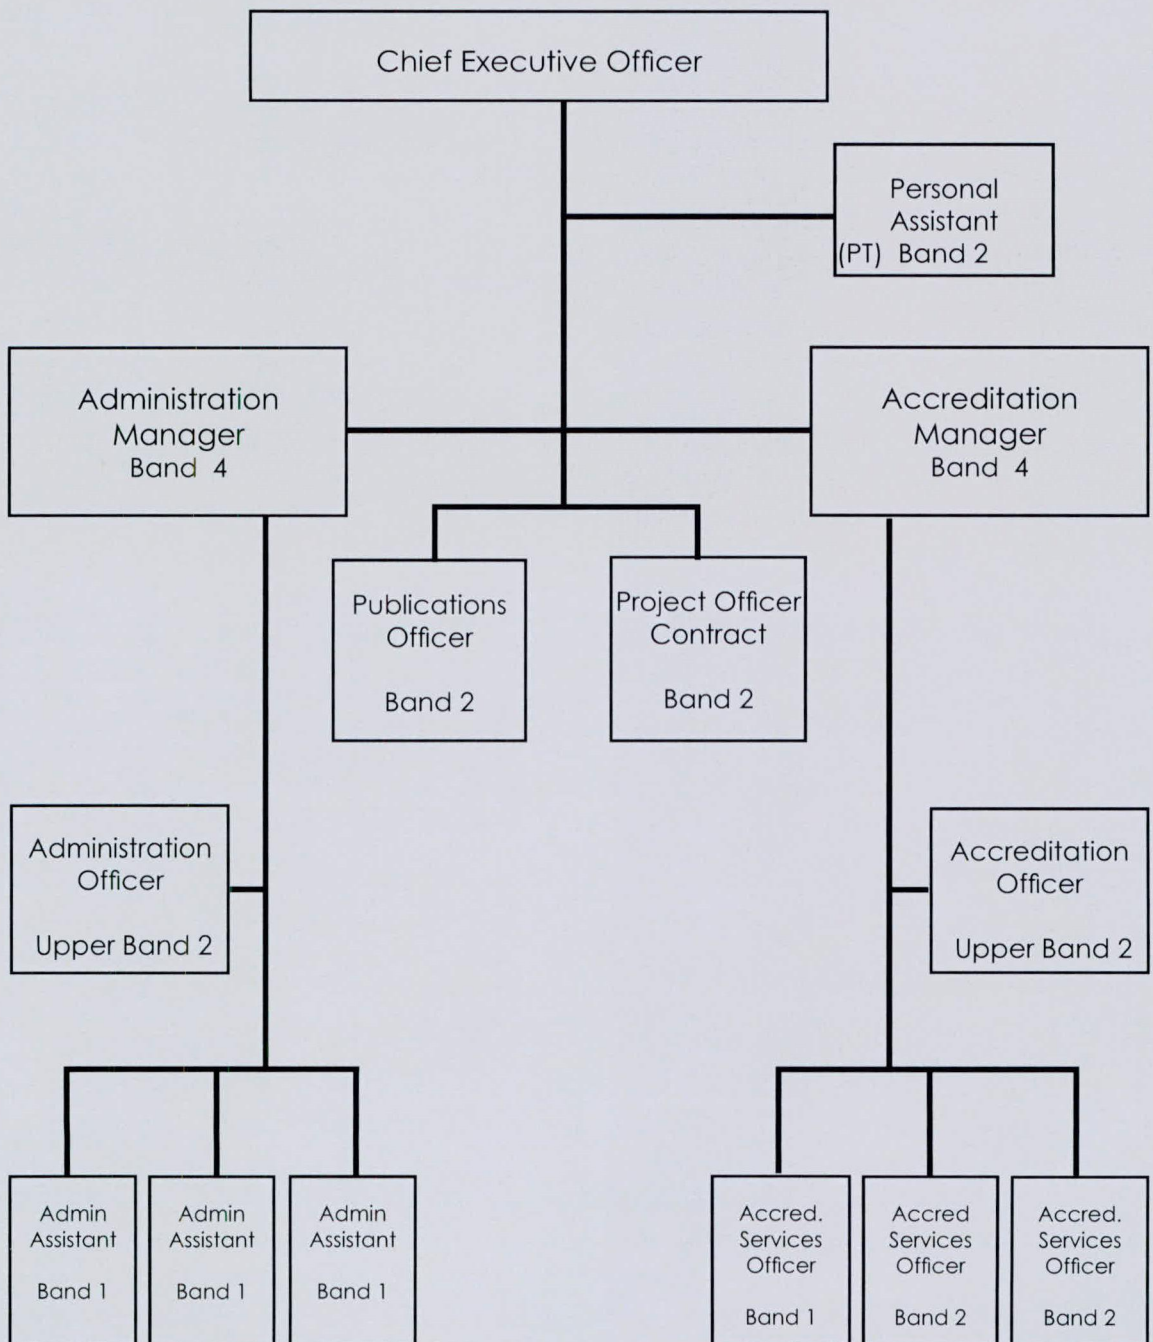 Chief Executive Officer
Personal
Assistant
(PT) Band 2
Administration
Manager
Band 4
Accreditation
Manager
Band 4
Publications
Officer
Band 2
Project Officer
Contract
Band 2
Administration
Officer
Upper Band 2
Accreditation
Officer
Upper Band 2
Admin
Assistant
Band 1
Admin
Assistant
Band 1
Admin
Assistant
Band 1
Accred.
Services
Officer
Band 1
Accred
Services
Officer
Band 2
Accred.
Services
Officer
Band 2